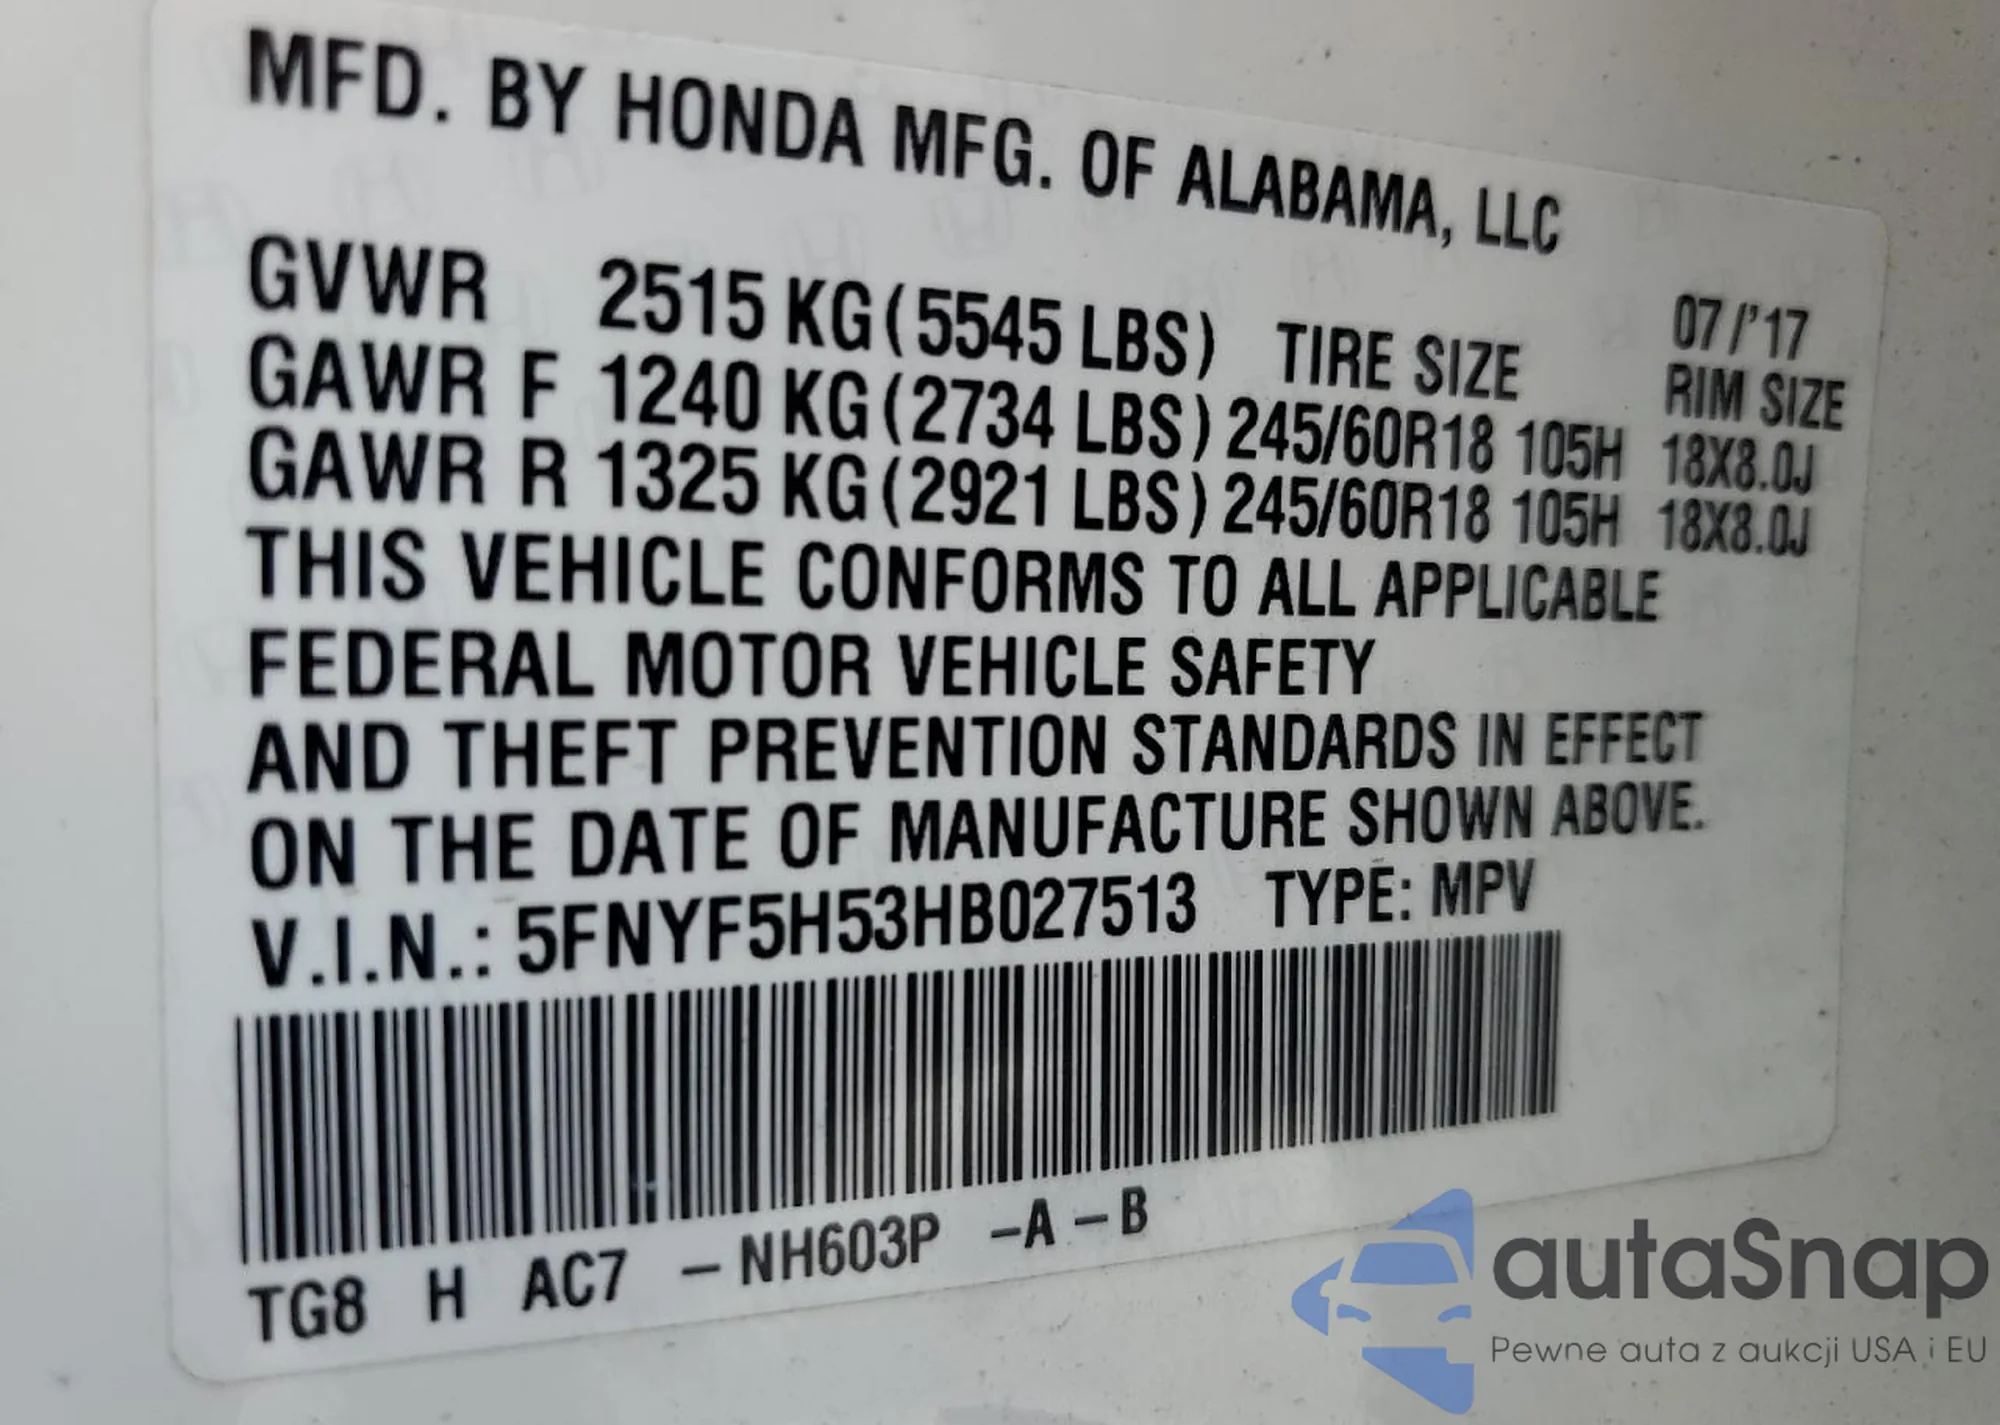 MFD. BY HONDA MFG. OF ALABAMA, LLC
07/'17
GVWR 2515 KG (5545 LBS) TIRE SIZE RIM SIZE
GAWR F 1240 KG (2734 LBS) 245/60R18 105H 18X8.0J
GAWR R 1325 KG (2921 LBS) 245/60R18 105H 18X8.0J
THIS VEHICLE CONFORMS TO ALL APPLICABLE
FEDERAL MOTOR VEHICLE SAFETY
AND THEFT PREVENTION STANDARDS IN EFFECT
ON THE DATE OF MANUFACTURE SHOWN ABOVE.
V.I.N.: 5FNYF5H53HB027513 TYPE: MPV
TG8 H AC7 – NH603P –A – B
autaSnap
Pewne auta z aukcji USA i EU